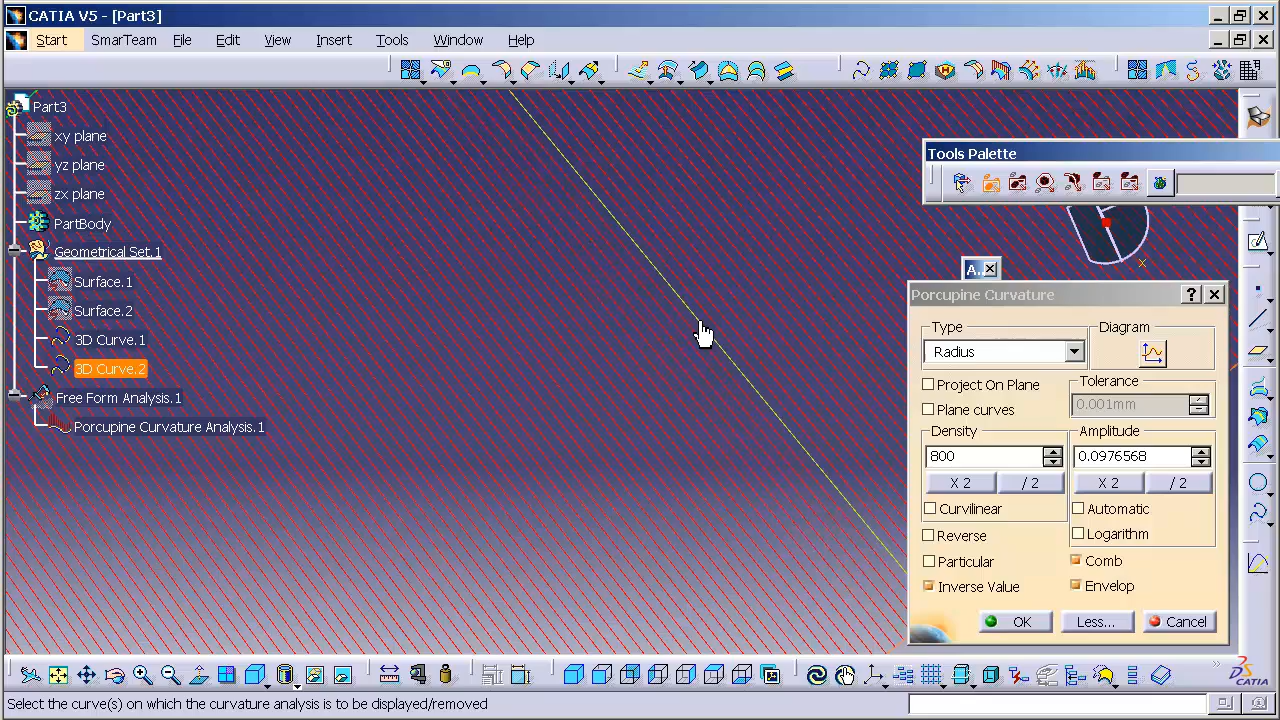 CATIA V5 - [Part3]
Start SmarTeam File Edit View Insert Tools Window Help
Part3
xy plane
yz plane
zx plane
PartBody
Geometrical Set.1
Surface.1
Surface.2
3D Curve.1
3D Curve.2
Free Form Analysis.1
Porcupine Curvature Analysis.1
Tools Palette
A..
Porcupine Curvature
Type
Diagram
Radius
Project On Plane
Tolerance
Plane curves
0.001mm
Density
Amplitude
800
0.0976568
X 2
/ 2
X 2
/ 2
Curvilinear
Automatic
Reverse
Logarithm
Particular
Comb
Inverse Value
Envelop
OK
Less...
Cancel
CATIA
Select the curve(s) on which the curvature analysis is to be displayed/removed